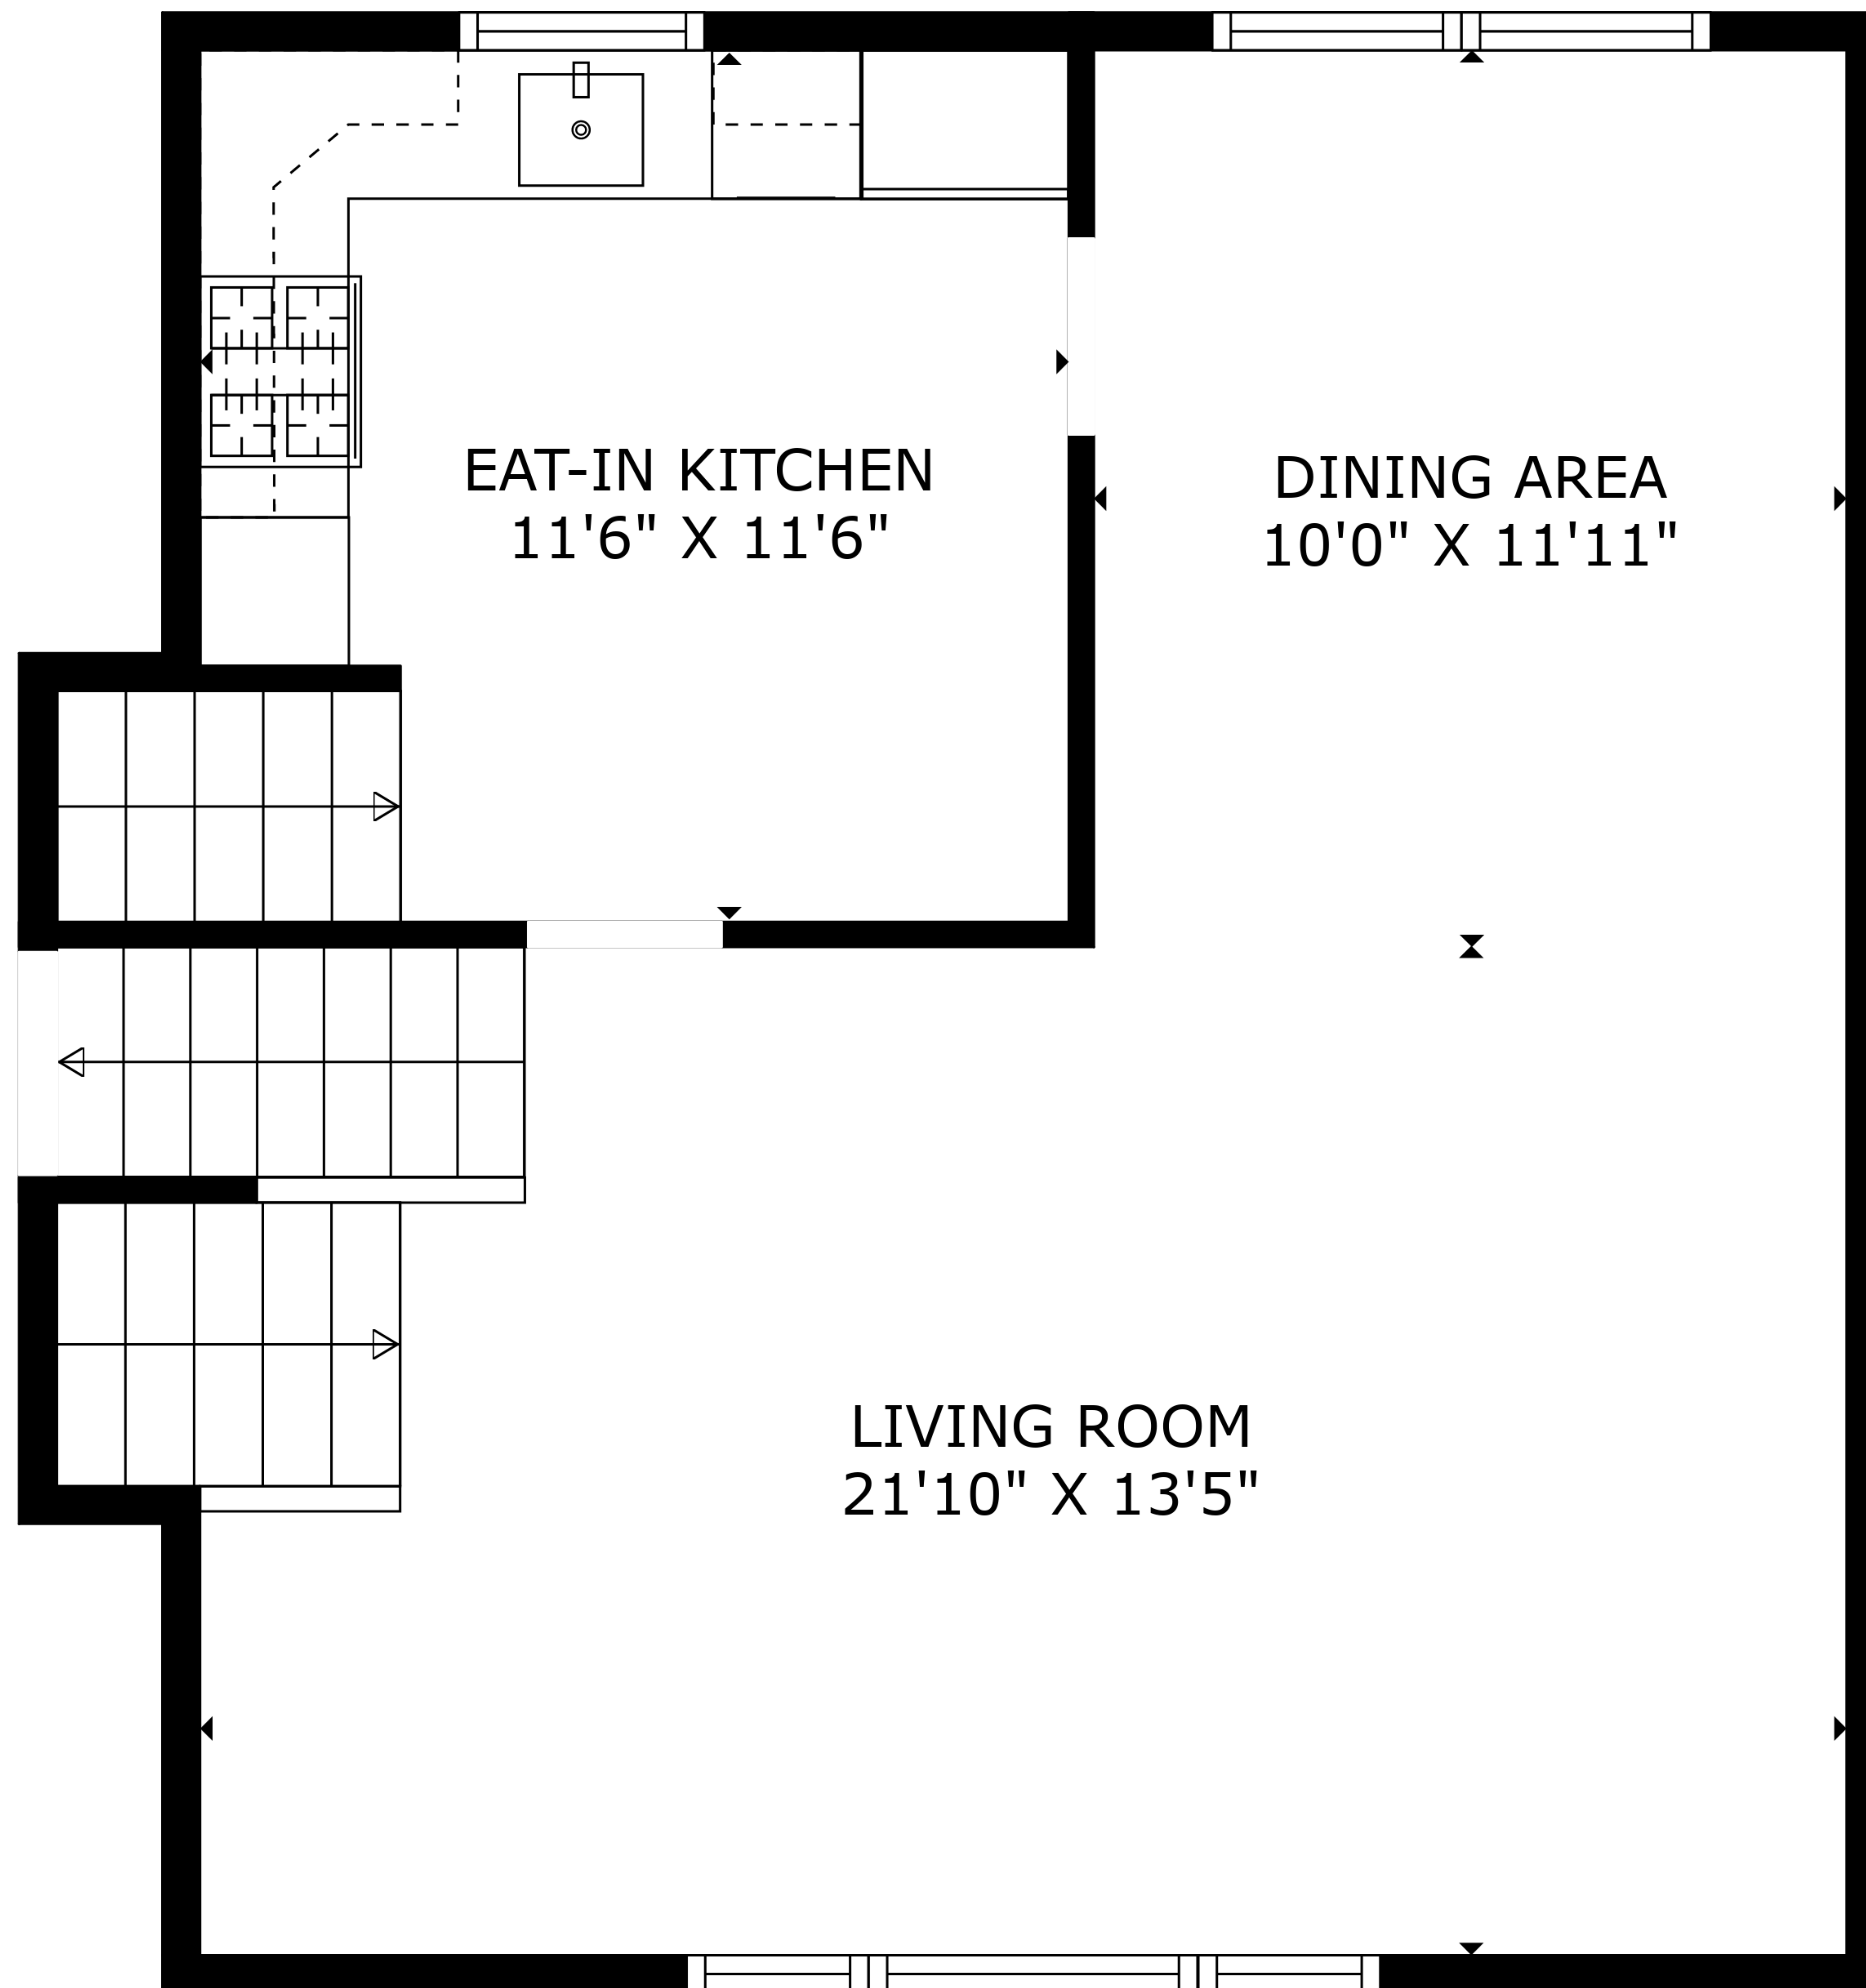 EAT-IN KITCHEN
11'6" X 11'6"
DINING AREA
10'0" X 11'11"
LIVING ROOM
21'10" X 13'5"